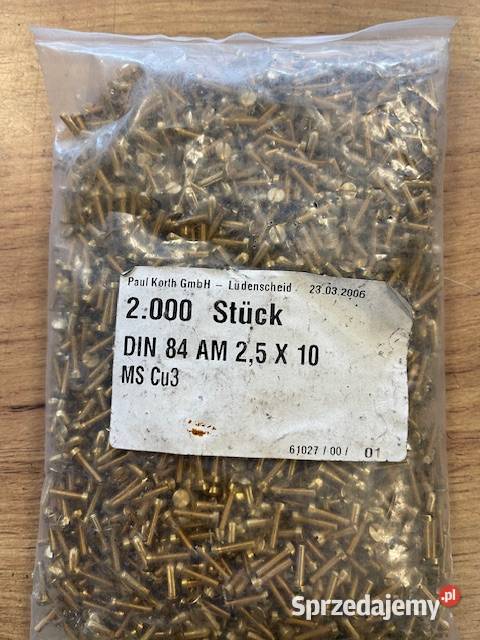 Paul Korth GmbH - Lüdenscheid 23.03.2006
2.000 Stück
DIN 84 AM 2,5 X 10
MS Cu3
61027 / 00 / 01
Sprzedajemy.pl